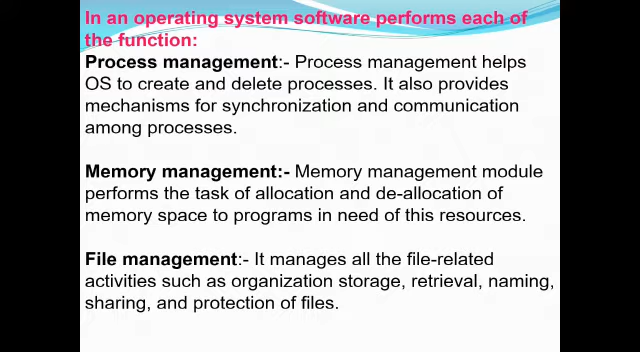 In an operating system software performs each of
the function:
Process management:- Process management helps
OS to create and delete processes. It also provides
mechanisms for synchronization and communication
among processes.
Memory management:- Memory management module
performs the task of allocation and de-allocation of
memory space to programs in need of this resources.
File management:- It manages all the file-related
activities such as organization storage, retrieval, naming,
sharing, and protection of files.